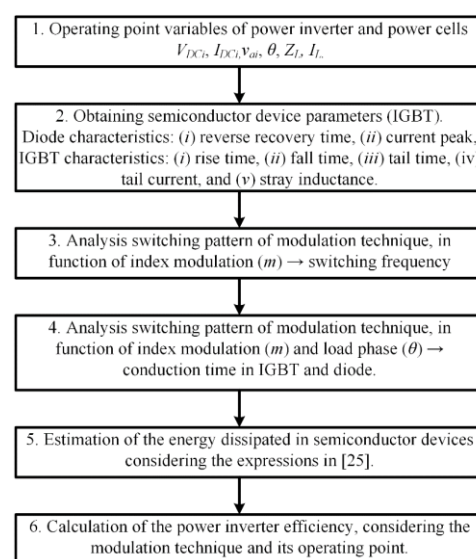 1. Operating point variables of power inverter and power cells
V_DCi, I_DCi, v_ai, θ, Z_L, I_L.
2. Obtaining semiconductor device parameters (IGBT).
Diode characteristics: (i) reverse recovery time, (ii) current peak,
IGBT characteristics: (i) rise time, (ii) fall time, (iii) tail time, (iv
tail current, and (v) stray inductance.
3. Analysis switching pattern of modulation technique, in
function of index modulation (m) → switching frequency
4. Analysis switching pattern of modulation technique, in
function of index modulation (m) and load phase (θ) →
conduction time in IGBT and diode.
5. Estimation of the energy dissipated in semiconductor devices
considering the expressions in [25].
6. Calculation of the power inverter efficiency, considering the
modulation technique and its operating point.